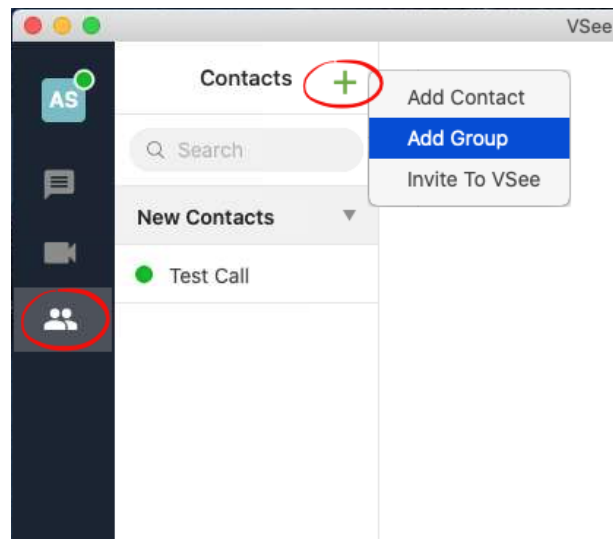 VSee
AS
Contacts
Search
New Contacts
Test Call
Add Contact
Add Group
Invite To VSee